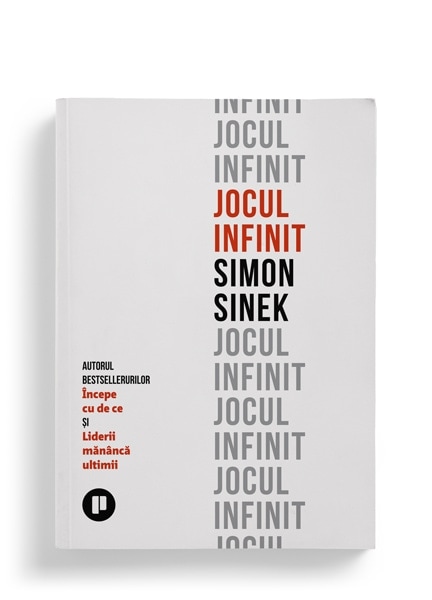 INFINIT
JOCUL
INFINIT
JOCUL
INFINIT
SIMON
SINEK
JOCUL
INFINIT
JOCUL
INFINIT
JOCUL
INFINIT
JOCUL
AUTORUL
BESTSELLERURILOR
Începe
cu de ce
ȘI
Liderii
mănâncă
ultimii